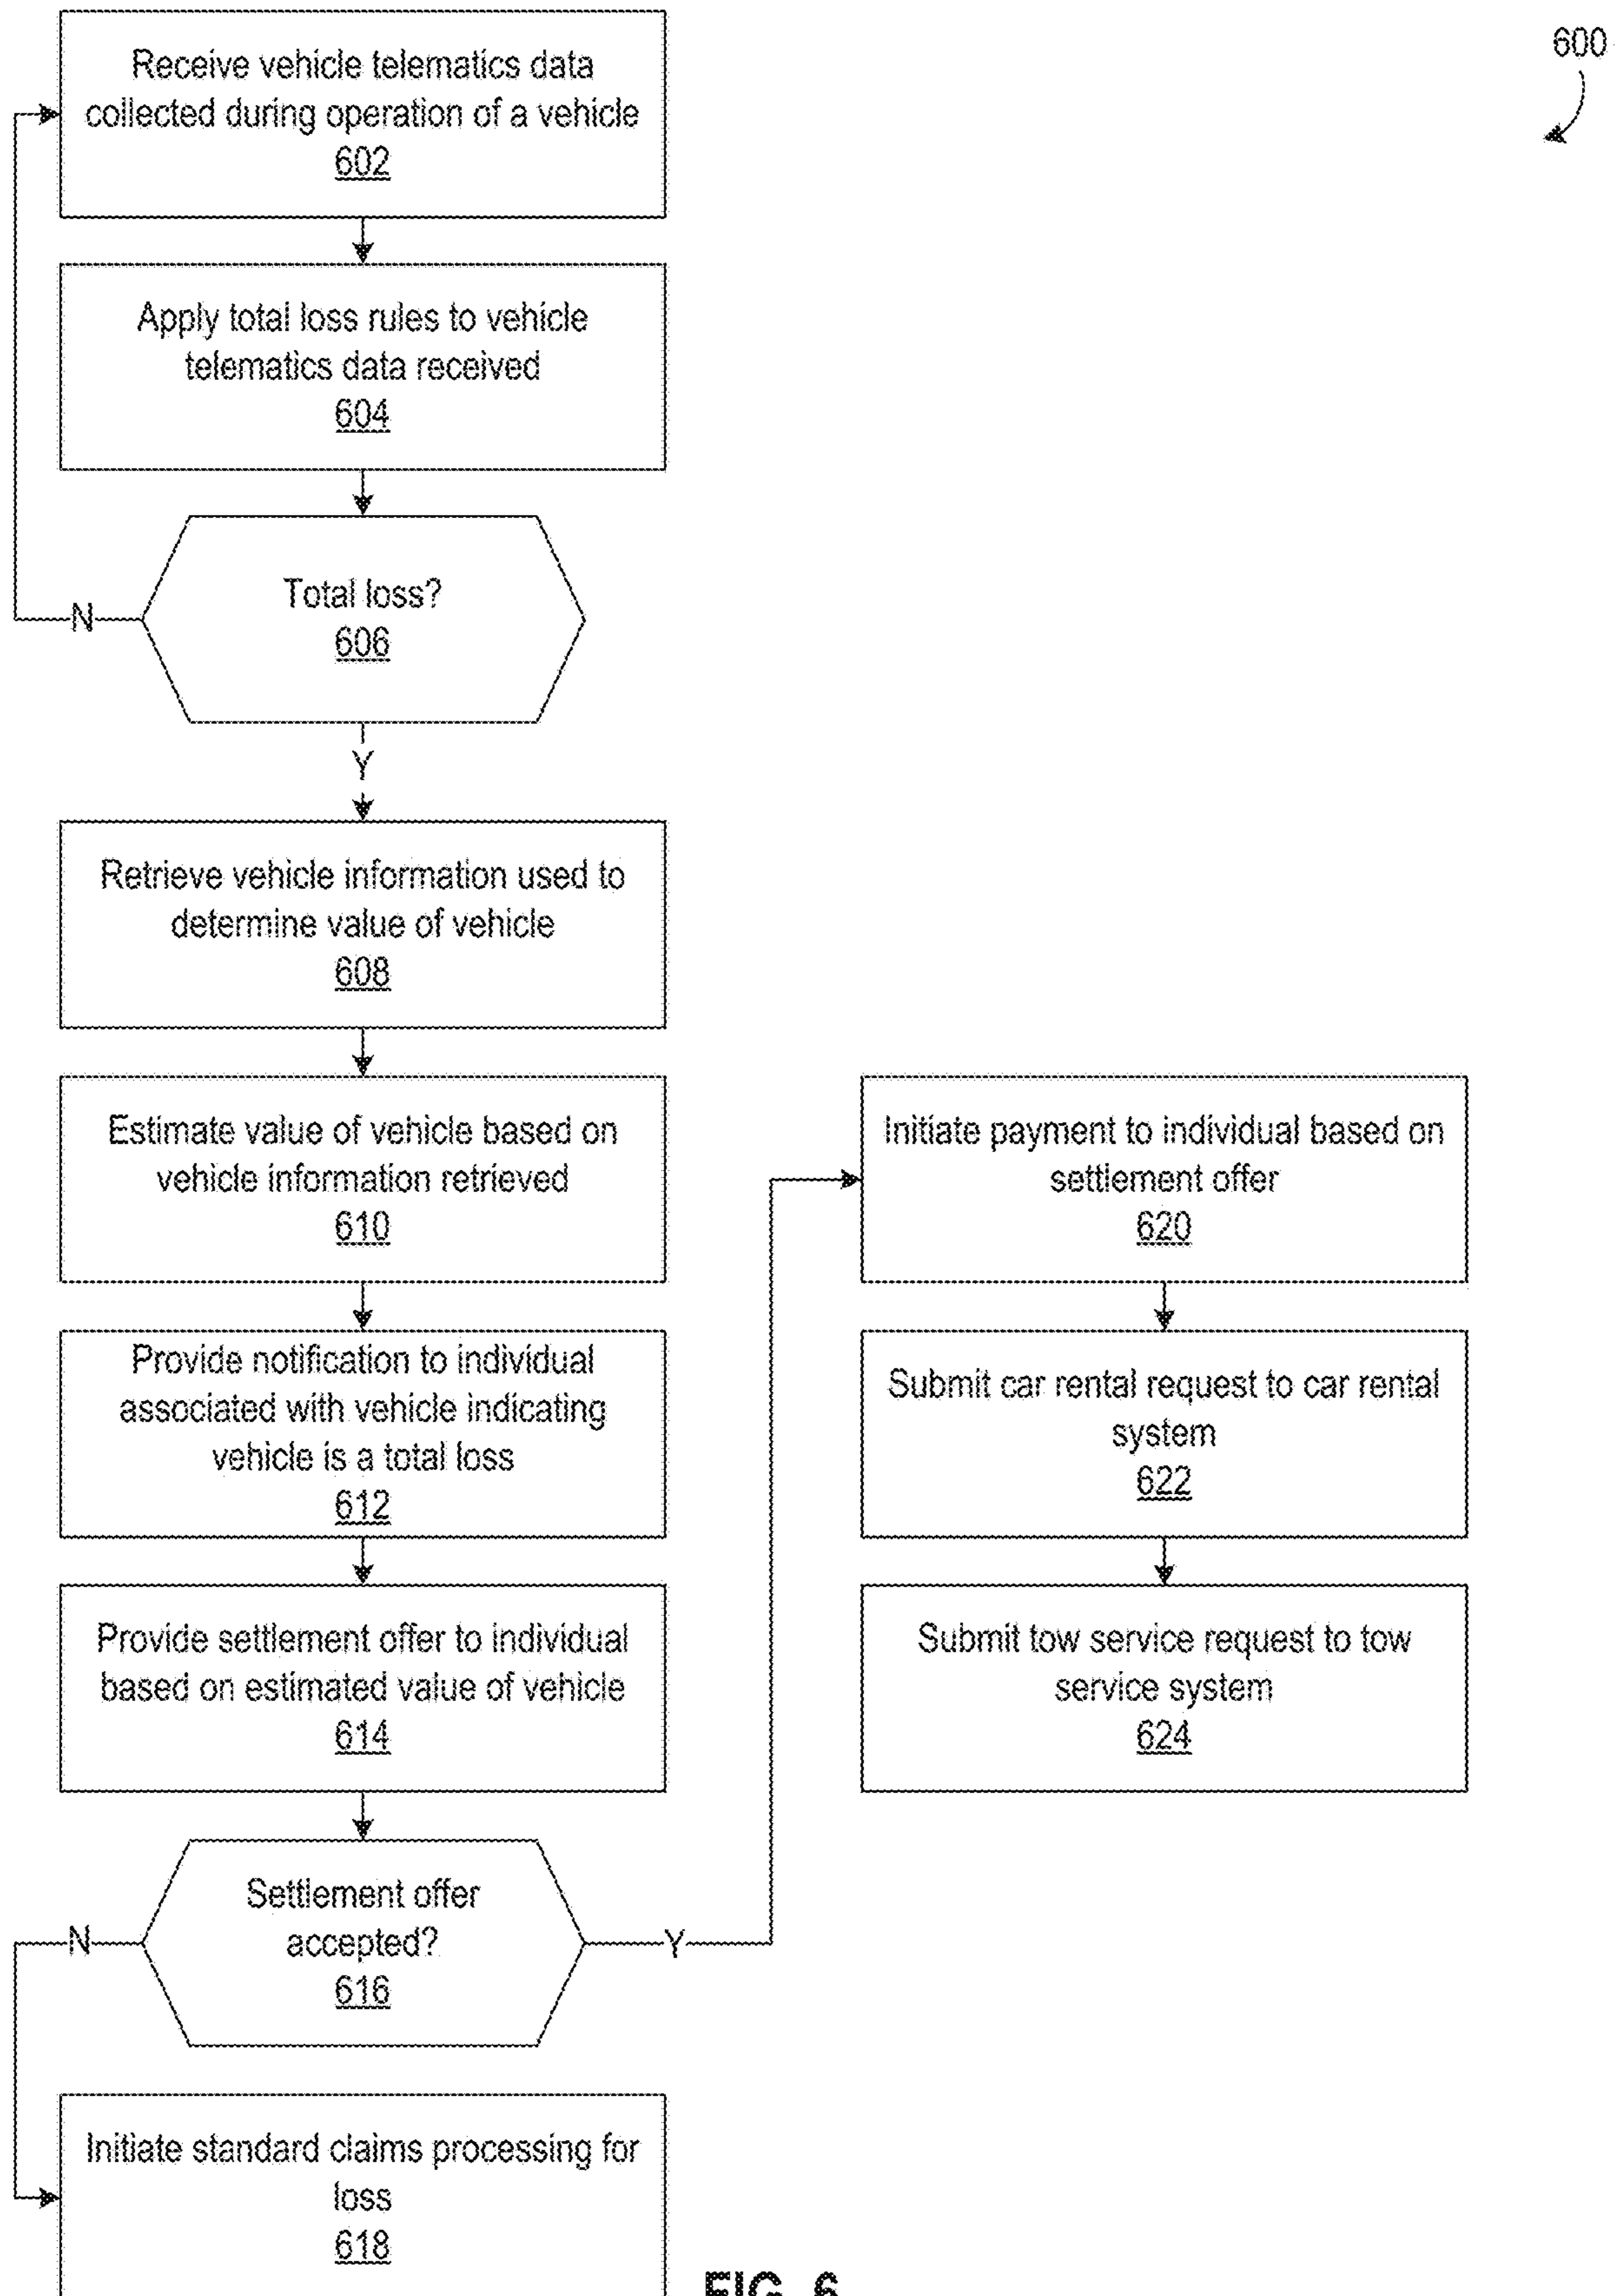 600
Receive vehicle telematics data
collected during operation of a vehicle
602
Apply total loss rules to vehicle
telematics data received
604
Total loss?
606
N
Y
Retrieve vehicle information used to
determine value of vehicle
608
Estimate value of vehicle based on
vehicle information retrieved
610
Provide notification to individual
associated with vehicle indicating
vehicle is a total loss
612
Provide settlement offer to individual
based on estimated value of vehicle
614
Settlement offer
accepted?
616
N
Y
Initiate standard claims processing for
loss
618
Initiate payment to individual based on
settlement offer
620
Submit car rental request to car rental
system
622
Submit tow service request to tow
service system
624
FIG. 6